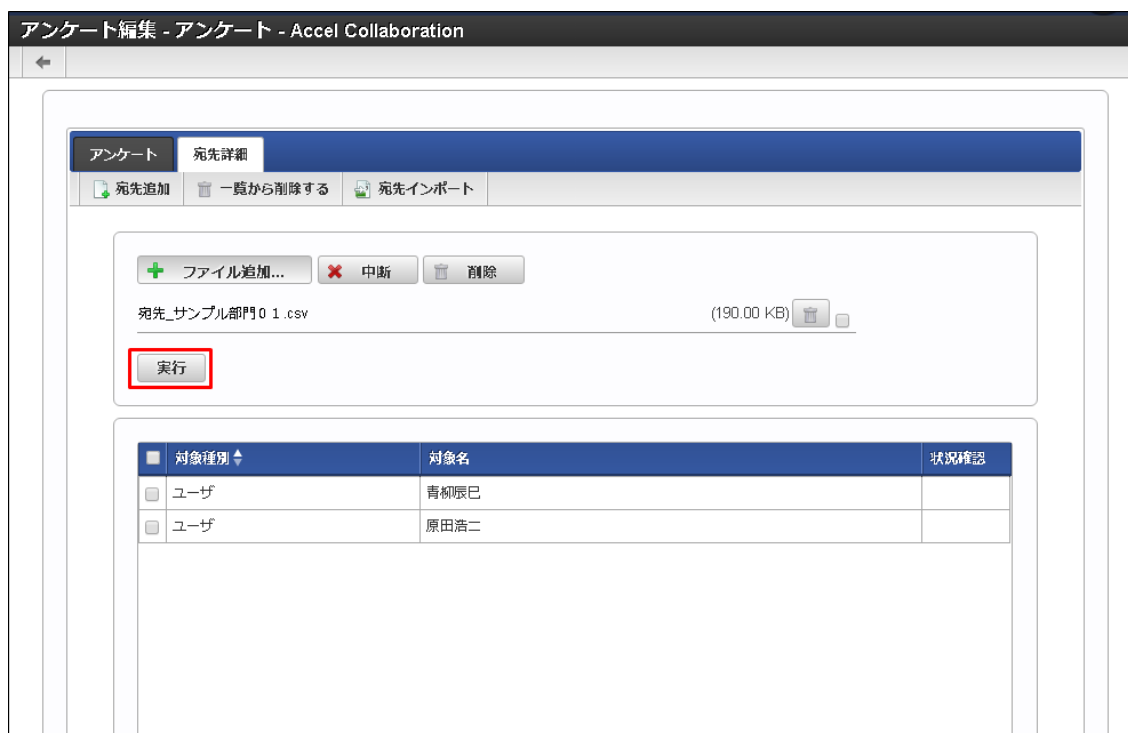 アンケート編集 - アンケート - Accel Collaboration
アンケート 宛先詳細
宛先追加 一覧から削除する 宛先インポート
ファイル追加... 中断 削除
宛先_サンプル部門０１.csv (190.00 KB)
実行
対象種別 対象名 状況確認
ユーザ 青柳辰巳
ユーザ 原田浩二